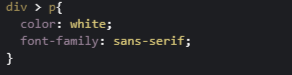 div > p{
  color: white;
  font-family: sans-serif;
}